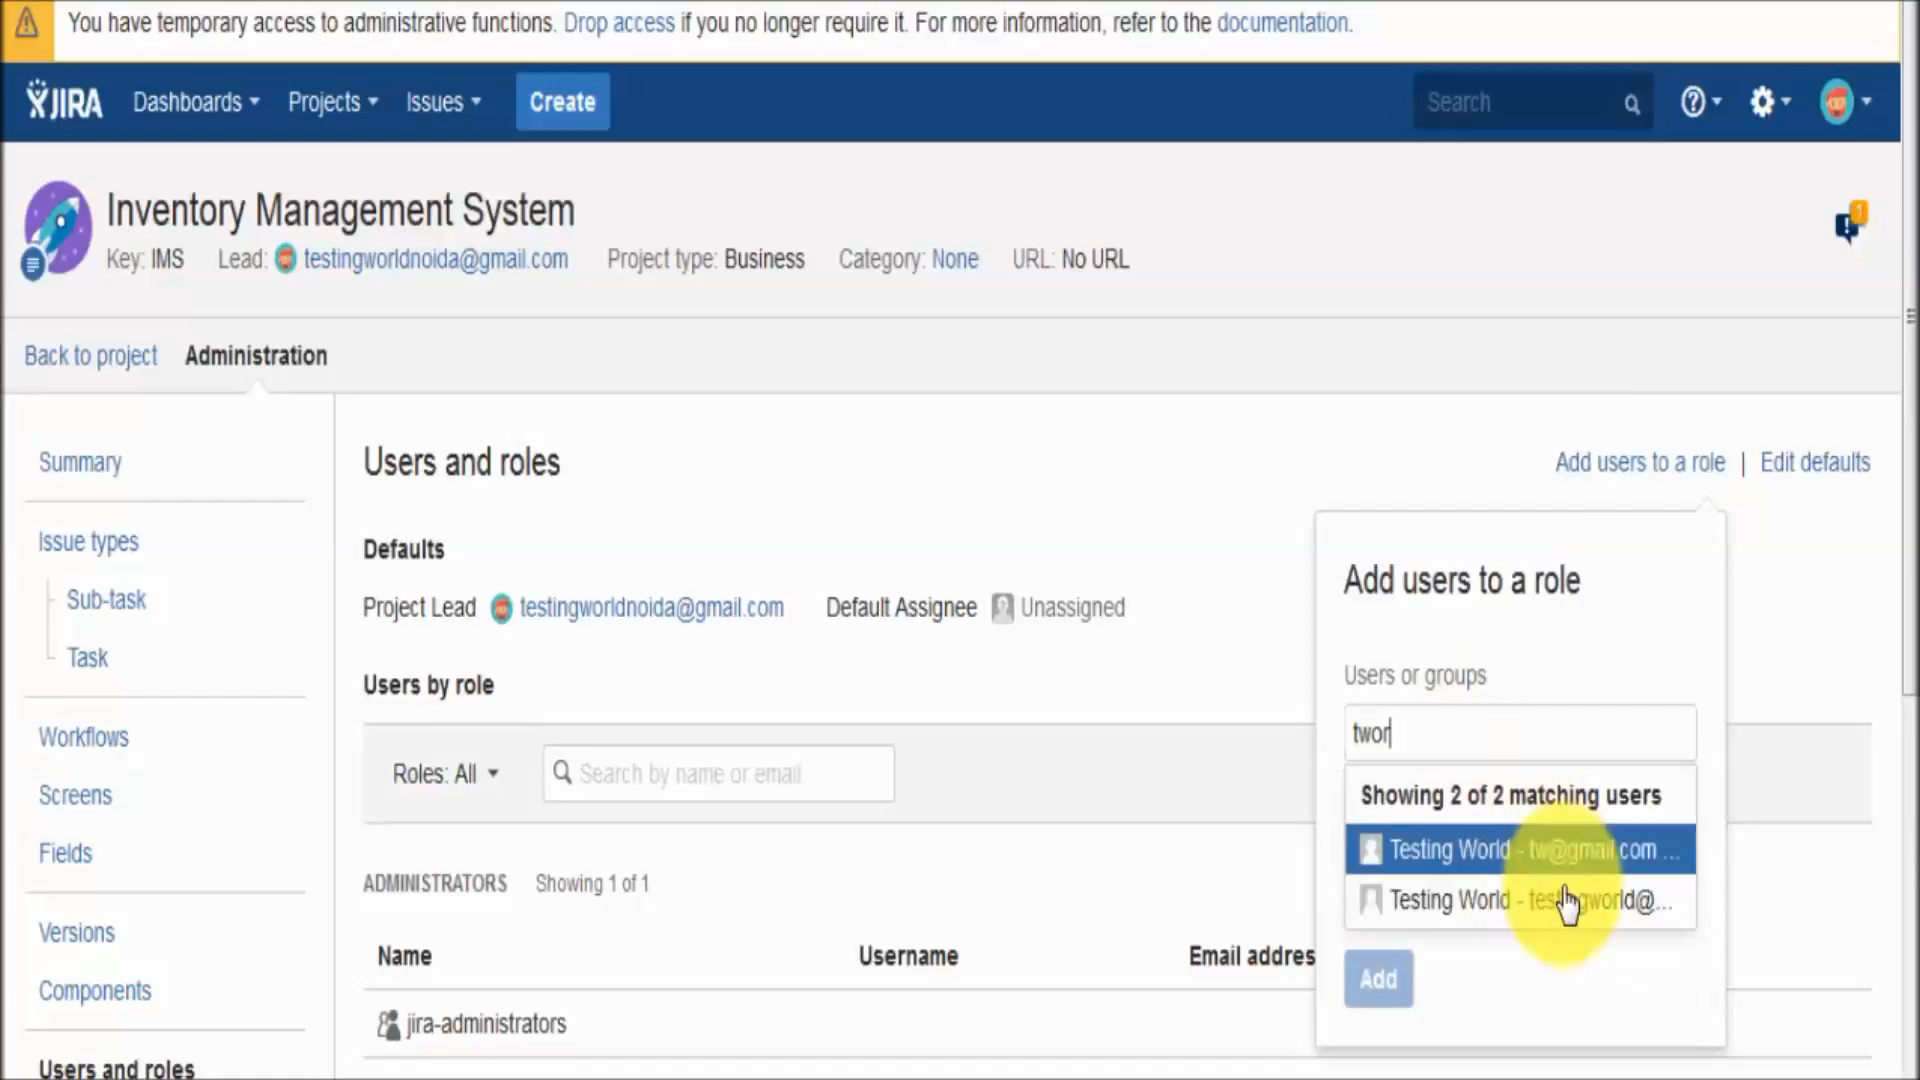 You have temporary access to administrative functions. Drop access if you no longer require it. For more information, refer to the documentation.
JIRA Dashboards Projects Issues Create Search
Inventory Management System
1
Key: IMS Lead: testingworldnoida@gmail.com Project type: Business Category: None URL: No URL
Back to project Administration
Summary
Issue types
Sub-task
Task
Workflows
Screens
Fields
Versions
Components
Users and roles
Users and roles
Add users to a role | Edit defaults
Defaults
Project Lead testingworldnoida@gmail.com Default Assignee Unassigned
Users by role
Roles: All Search by name or email
ADMINISTRATORS Showing 1 of 1
Name Username Email addres
jira-administrators
Add users to a role
Users or groups
twor
Showing 2 of 2 matching users
Testing World - tw@gmail.com ...
Testing World - testingworld@...
Add